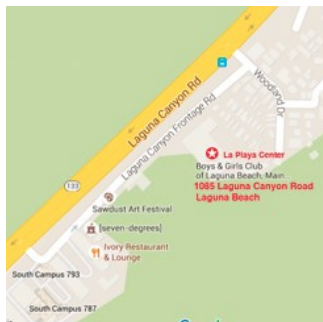 Woodland Dr
Laguna Canyon Rd
Laguna Canyon Frontage Rd
La Playa Center
Boys & Girls Club
of Laguna Beach, Main...
1085 Laguna Canyon Road
Laguna Beach
133
Sawdust Art Festival
[seven-degrees]
Ivory Restaurant
& Lounge
South Campus 793
South Campus 787